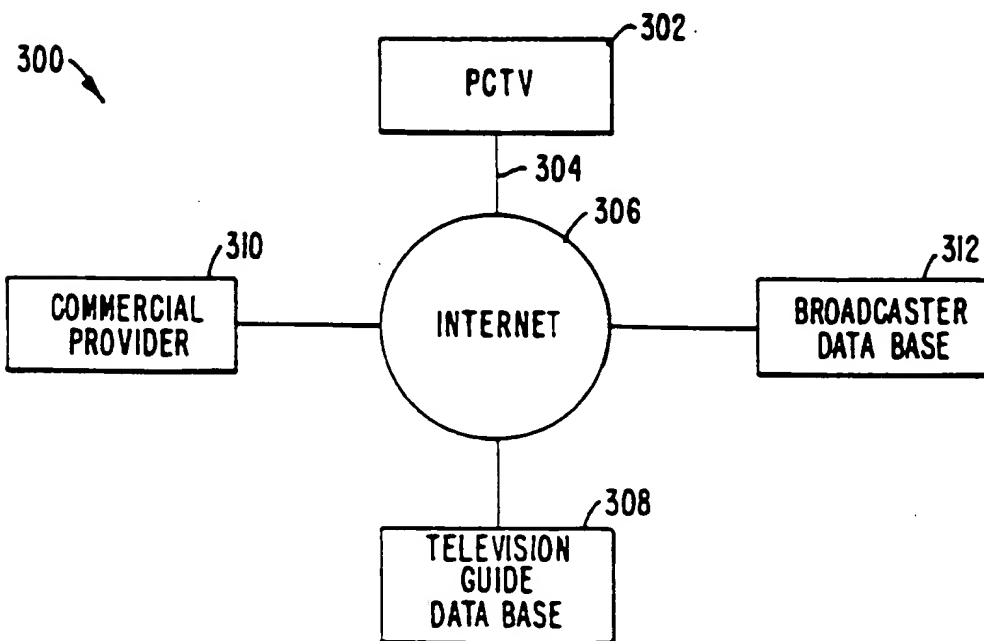 302
300
PCTV
304
306
310
312
COMMERCIAL
PROVIDER
INTERNET
BROADCASTER
DATA BASE
308
TELEVISION
GUIDE
DATA BASE